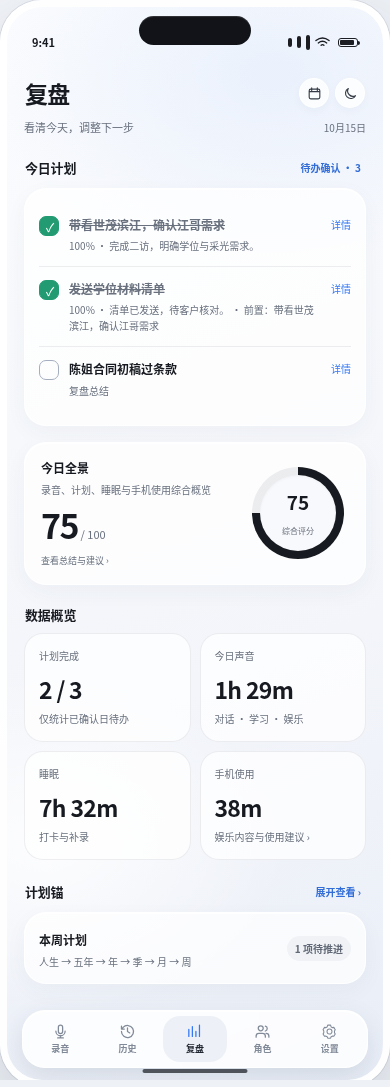 9:41
复盘
看清今天，调整下一步
10月15日
今日计划
待办确认 · 3
带看世茂滨江，确认江哥需求
详情
100% · 完成二访，明确学位与采光需求。
发送学位材料清单
详情
100% · 清单已发送，待客户核对。 · 前置：带看世茂
滨江，确认江哥需求
陈姐合同初稿过条款
详情
复盘总结
今日全景
录音、计划、睡眠与手机使用综合概览
75 / 100
查看总结与建议 ›
75
综合评分
数据概览
计划完成
2 / 3
仅统计已确认日待办
今日声音
1h 29m
对话 · 学习 · 娱乐
睡眠
7h 32m
打卡与补录
手机使用
38m
娱乐内容与使用建议 ›
计划锚
展开查看 ›
本周计划
人生 → 五年 → 年 → 季 → 月 → 周
1 项待推进
录音
历史
复盘
角色
设置